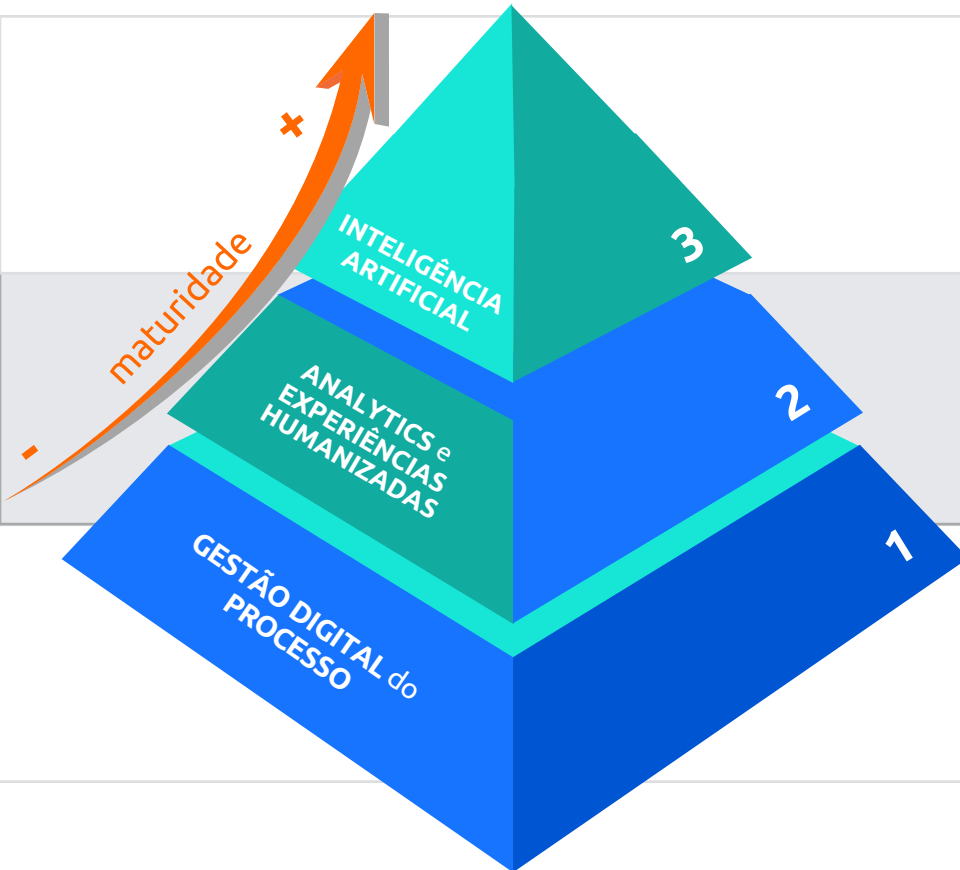 +
maturidade
-
INTELIGÊNCIA
ARTIFICIAL
3
ANALYTICS e
EXPERIÊNCIAS
HUMANIZADAS
2
GESTÃO DIGITAL do
PROCESSO
1